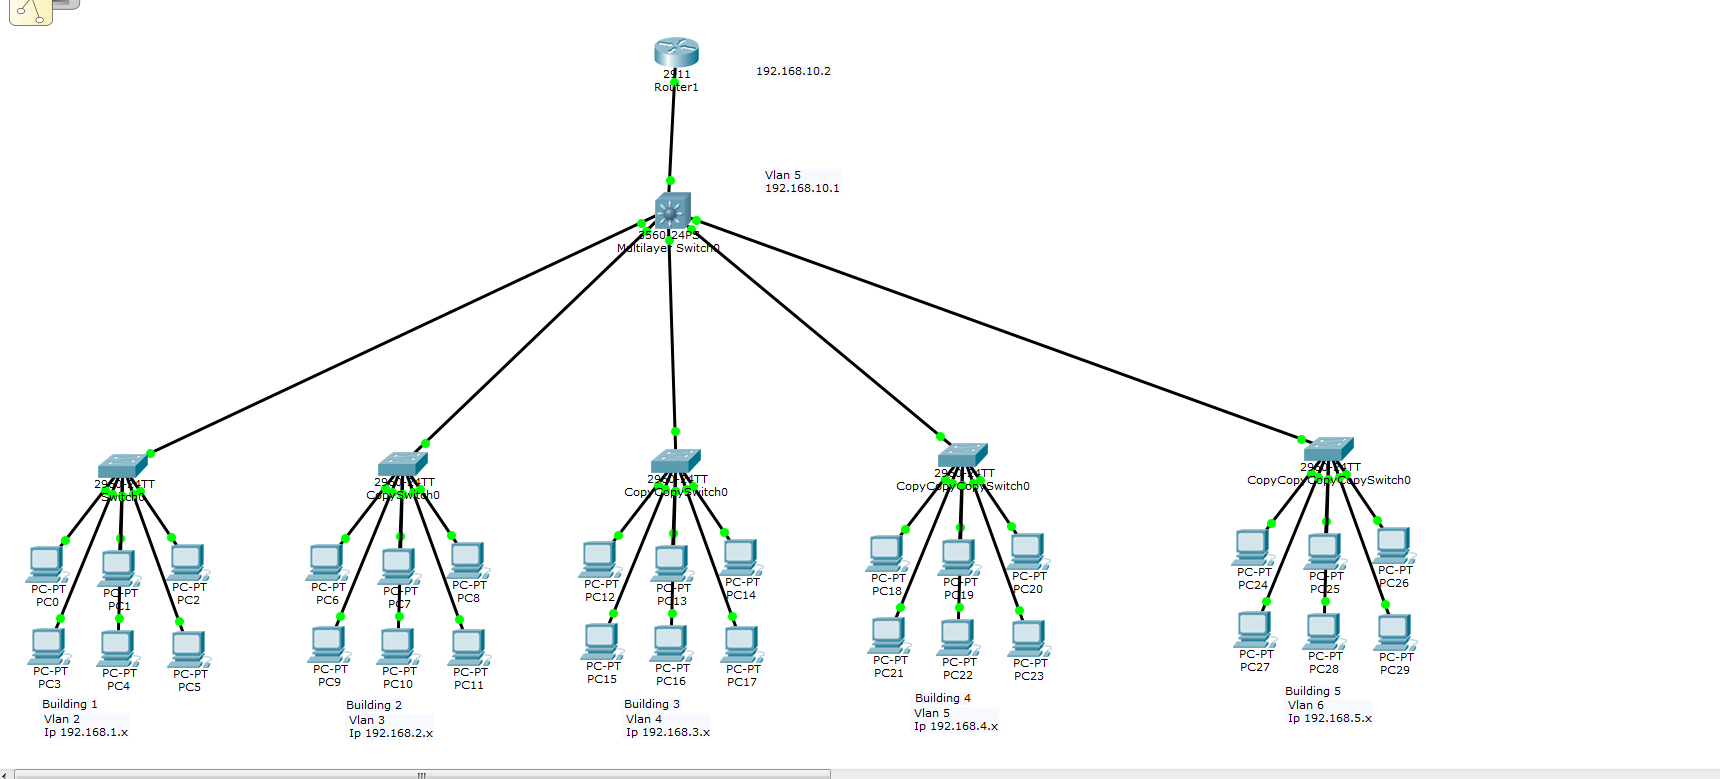 2911
Router1
192.168.10.2
Vlan 5
192.168.10.1
3560-24PS
Multilayer Switch0
2960-24TT
Switch0
2960-24TT
CopySwitch0
2960-24TT
CopyCopySwitch0
2960-24TT
CopyCopyCopySwitch0
2960-24TT
CopyCopyCopyCopySwitch0
PC-PT
PC0
PC-PT
PC1
PC-PT
PC2
PC-PT
PC3
PC-PT
PC4
PC-PT
PC5
PC-PT
PC6
PC-PT
PC7
PC-PT
PC8
PC-PT
PC9
PC-PT
PC10
PC-PT
PC11
PC-PT
PC12
PC-PT
PC13
PC-PT
PC14
PC-PT
PC15
PC-PT
PC16
PC-PT
PC17
PC-PT
PC18
PC-PT
PC19
PC-PT
PC20
PC-PT
PC21
PC-PT
PC22
PC-PT
PC23
PC-PT
PC24
PC-PT
PC25
PC-PT
PC26
PC-PT
PC27
PC-PT
PC28
PC-PT
PC29
Building 1
Vlan 2
Ip 192.168.1.x
Building 2
Vlan 3
Ip 192.168.2.x
Building 3
Vlan 4
Ip 192.168.3.x
Building 4
Vlan 5
Ip 192.168.4.x
Building 5
Vlan 6
Ip 192.168.5.x